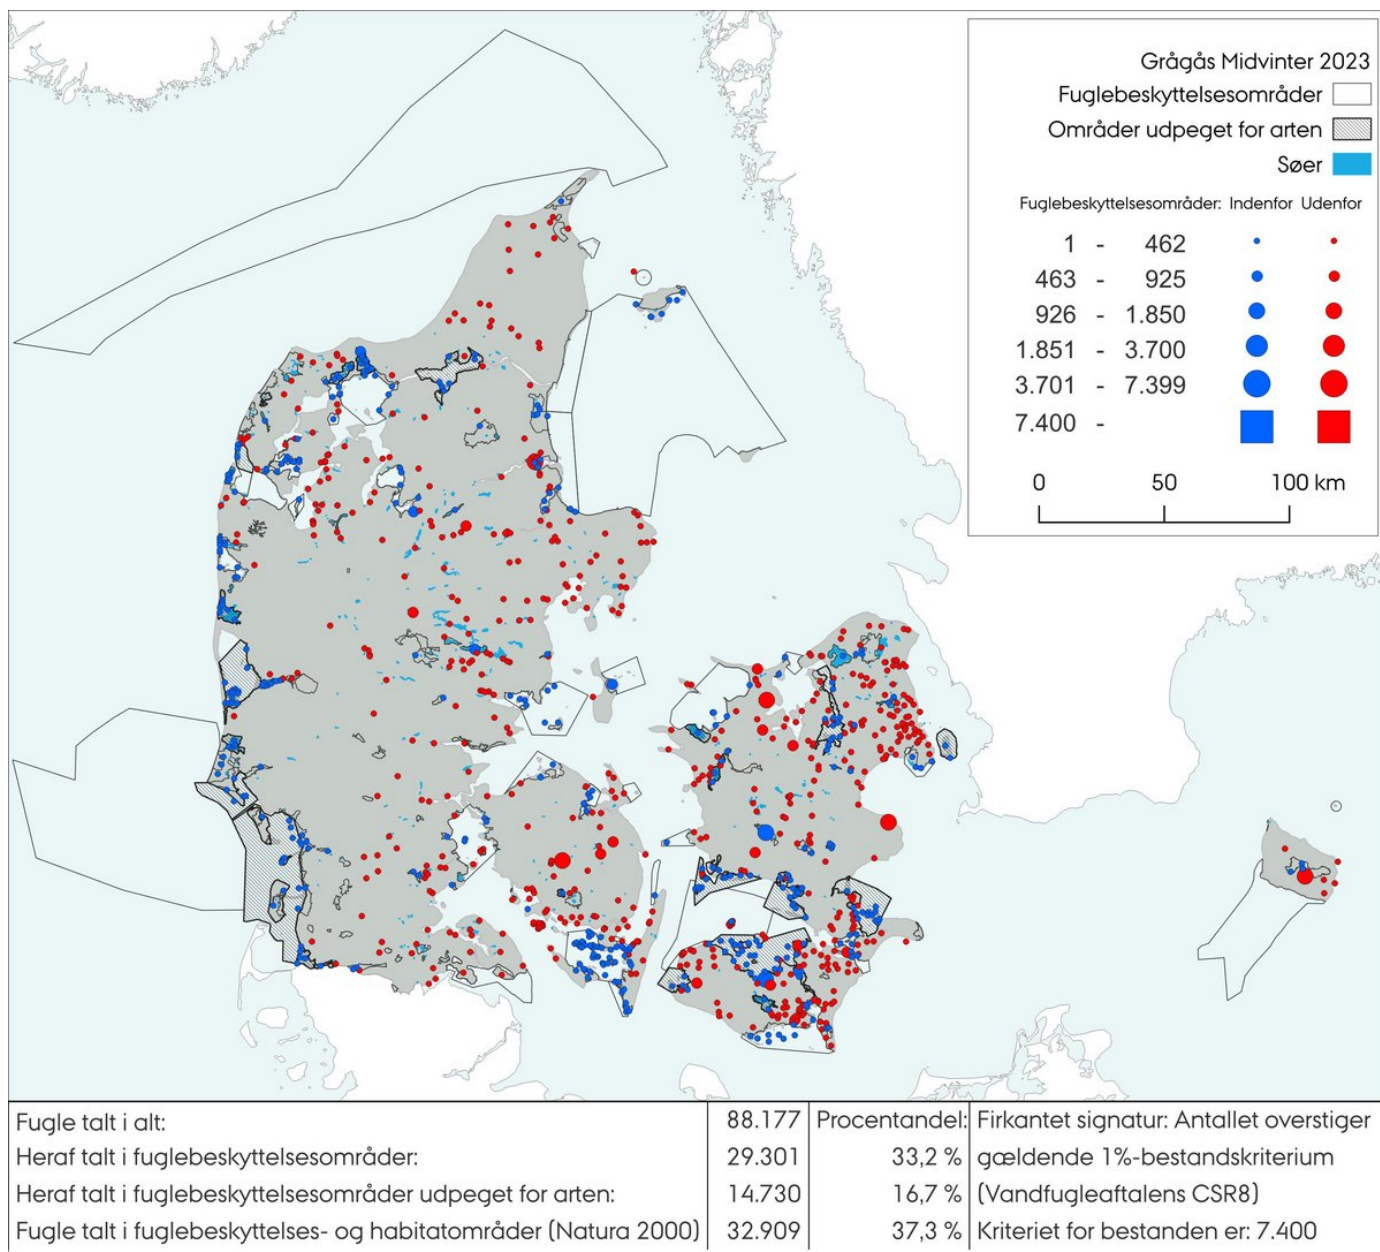 Grågås Midvinter 2023
Fuglebeskyttelsesområder
Områder udpeget for arten
Søer
Fuglebeskyttelsesområder: Indenfor Udenfor
1 - 462
463 - 925
926 - 1.850
1.851 - 3.700
3.701 - 7.399
7.400 -
0 50 100 km
Fugle talt i alt: 88.177 Procentandel: Firkantet signatur: Antallet overstiger
Heraf talt i fuglebeskyttelsesområder: 29.301 33,2 % gældende 1%-bestandskriterium
Heraf talt i fuglebeskyttelsesområder udpeget for arten: 14.730 16,7 % (Vandfugleaftalens CSR8)
Fugle talt i fuglebeskyttelses- og habitatområder (Natura 2000) 32.909 37,3 % Kriteriet for bestanden er: 7.400